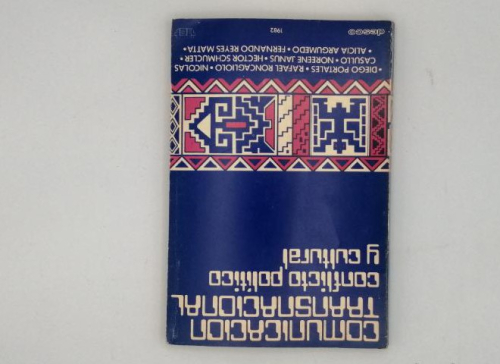 COMUNICACION
TRANSNACIONAL
conflicto político
y cultural
• DIEGO PORTALES • RAFAEL RONCAGLIOLO • NICOLAS
CASULLO • NOREENE JANUS • HECTOR SCHMUCLER •
• ALICIA ARGUMEDO • FERNANDO REYES MATTA •
desco
1982